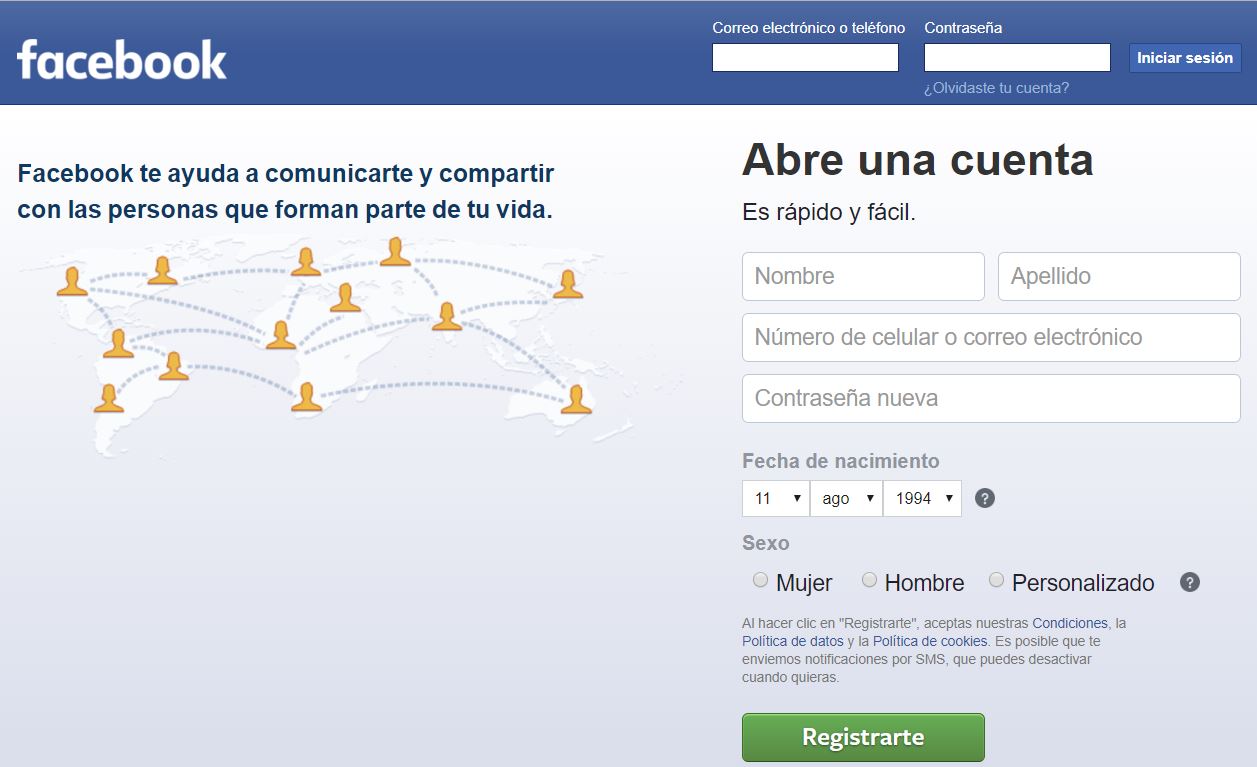 facebook
Correo electrónico o teléfono
Contraseña
Iniciar sesión
¿Olvidaste tu cuenta?
Facebook te ayuda a comunicarte y compartir
con las personas que forman parte de tu vida.
Abre una cuenta
Es rápido y fácil.
Nombre
Apellido
Número de celular o correo electrónico
Contraseña nueva
Fecha de nacimiento
11 ago 1994 ?
Sexo
Mujer Hombre Personalizado ?
Al hacer clic en "Registrarte", aceptas nuestras Condiciones, la
Política de datos y la Política de cookies. Es posible que te
enviemos notificaciones por SMS, que puedes desactivar
cuando quieras.
Registrarte